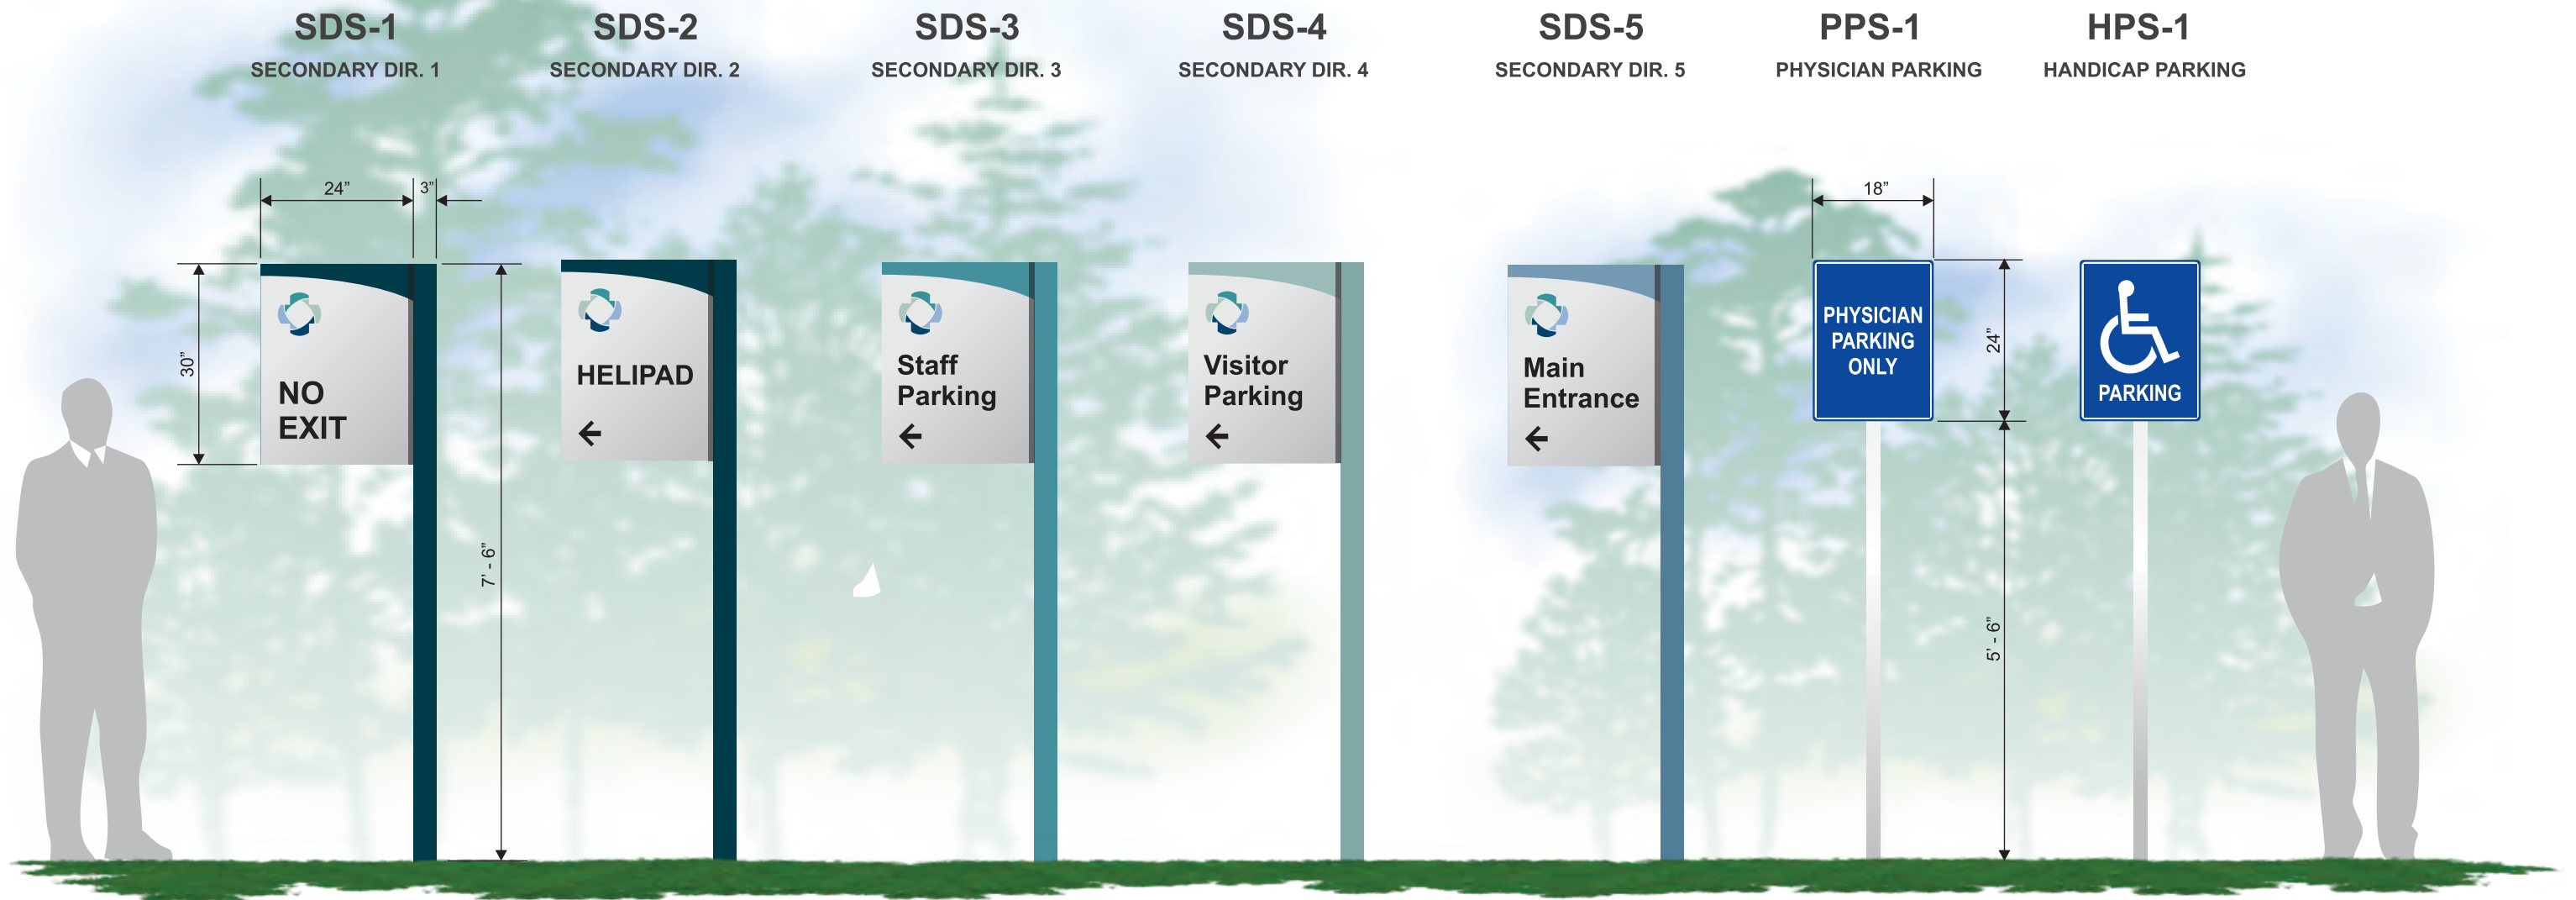 SDS-1
SECONDARY DIR. 1
SDS-2
SECONDARY DIR. 2
SDS-3
SECONDARY DIR. 3
SDS-4
SECONDARY DIR. 4
SDS-5
SECONDARY DIR. 5
PPS-1
PHYSICIAN PARKING
HPS-1
HANDICAP PARKING
24”
3”
30”
NO
EXIT
7’ - 6”
HELIPAD
←
Staff
Parking
←
Visitor
Parking
←
Main
Entrance
←
18”
PHYSICIAN
PARKING
ONLY
24”
5’ - 6”
PARKING